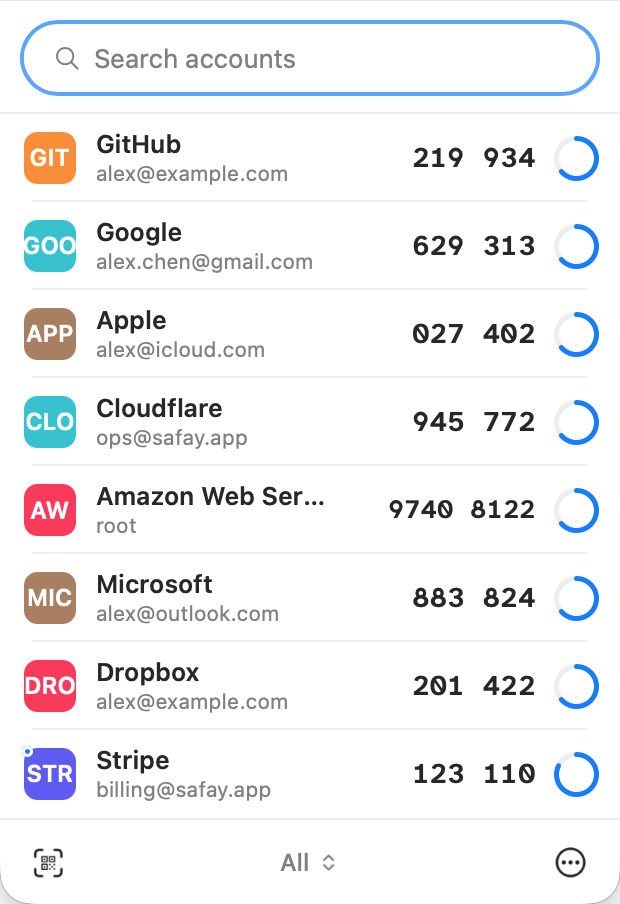 Search accounts
GIT GitHub 219 934
alex@example.com
GOO Google 629 313
alex.chen@gmail.com
APP Apple 027 402
alex@icloud.com
CLO Cloudflare 945 772
ops@safay.app
AW Amazon Web Ser... 9740 8122
root
MIC Microsoft 883 824
alex@outlook.com
DRO Dropbox 201 422
alex@example.com
STR Stripe 123 110
billing@safay.app
All